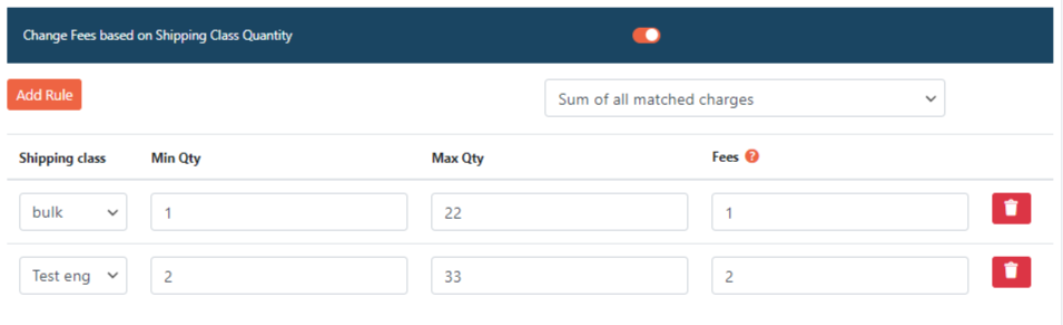 Change Fees based on Shipping Class Quantity
Add Rule
Sum of all matched charges
Shipping class Min Qty Max Qty Fees ?
bulk 1 22 1
Test eng 2 33 2